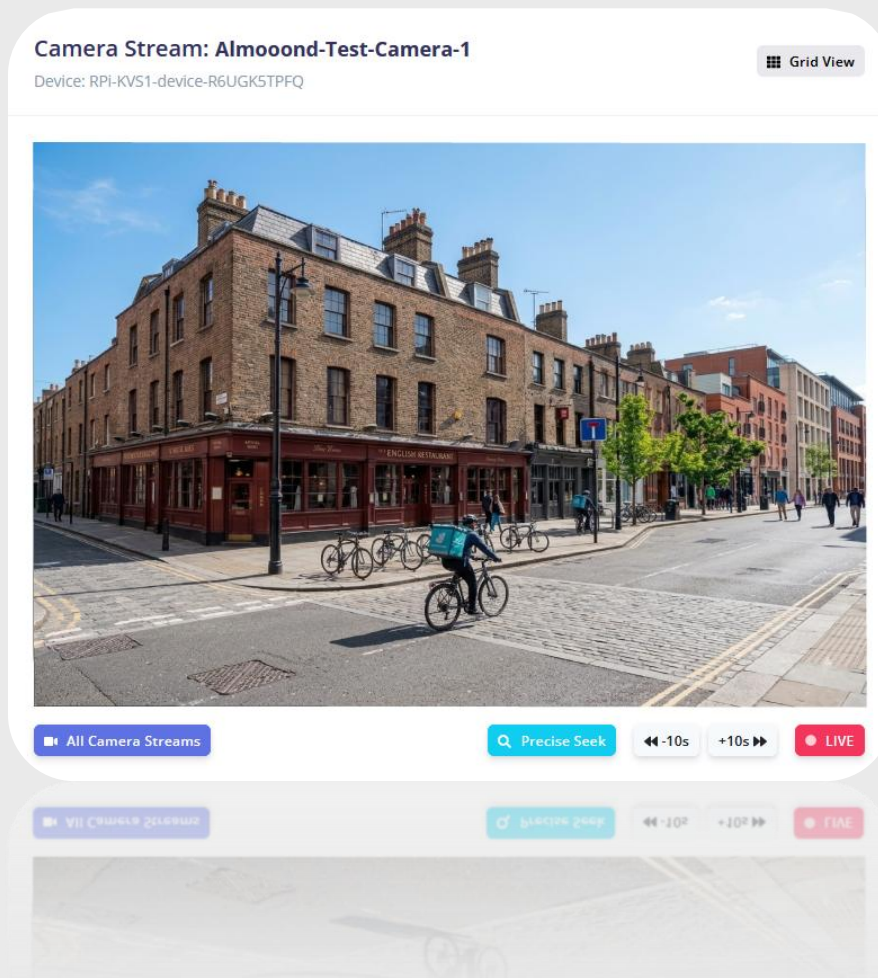 Camera Stream: Almooond-Test-Camera-1
Device: RPi-KVS1-device-R6UGK5TPFQ
Grid View
ENGLISH RESTAURANT
All Camera Streams
Precise Seek
-10s
+10s
LIVE